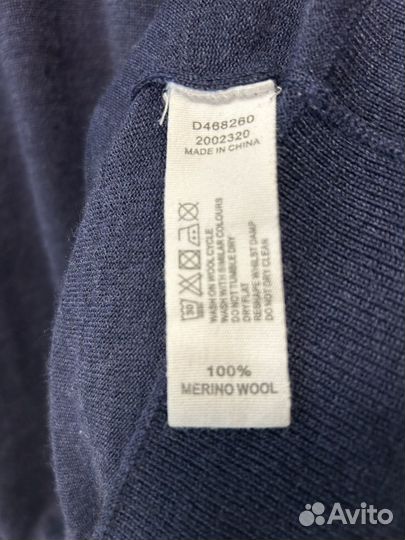 D468260
2002320
MADE IN CHINA
30
WASH ON WOOL CYCLE
WASH WITH SIMILAR COLOURS
DO NOT TUMBLE DRY
DRY FLAT
RESHAPE WHILST DAMP
DO NOT DRY CLEAN
100%
MERINO WOOL
Avito